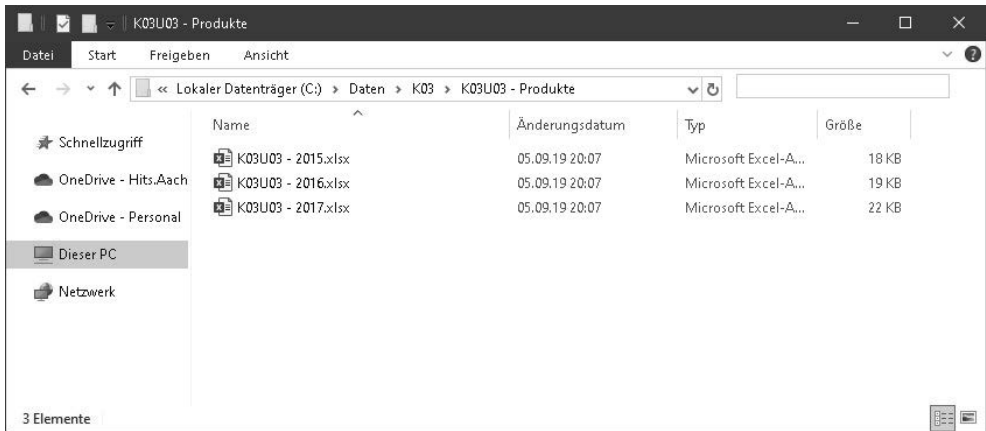 K03U03 - Produkte
Datei Start Freigeben Ansicht
« Lokaler Datenträger (C:) › Daten › K03 › K03U03 - Produkte
Name Änderungsdatum Typ Größe
Schnellzugriff
OneDrive - Hits.Aach
OneDrive - Personal
Dieser PC
Netzwerk
K03U03 - 2015.xlsx 05.09.19 20:07 Microsoft Excel-A... 18 KB
K03U03 - 2016.xlsx 05.09.19 20:07 Microsoft Excel-A... 19 KB
K03U03 - 2017.xlsx 05.09.19 20:07 Microsoft Excel-A... 22 KB
3 Elemente